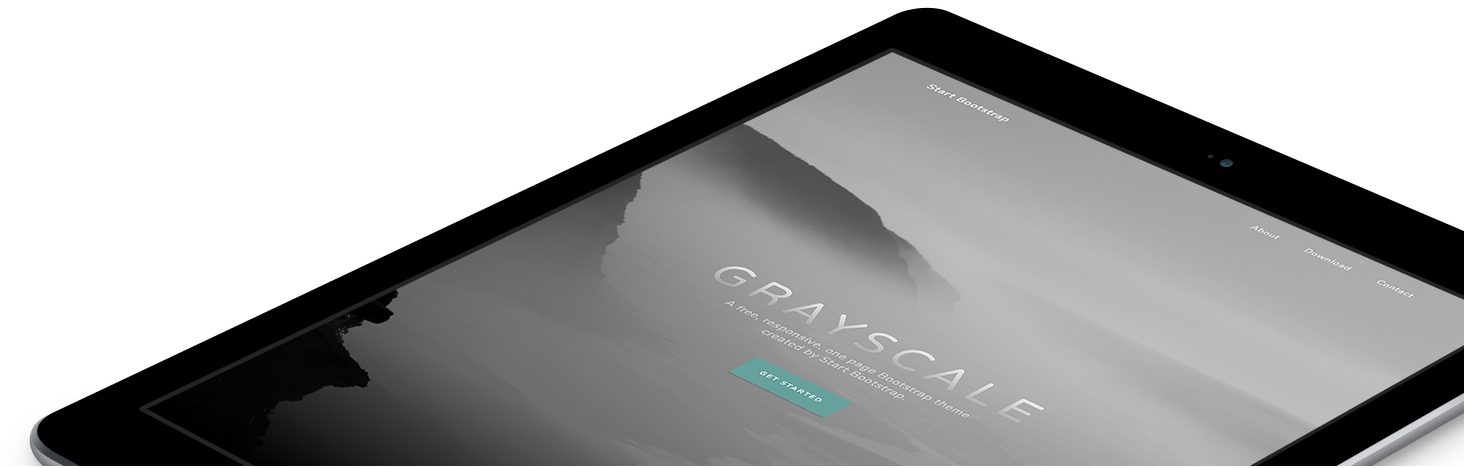 Start Bootstrap
About
Download
Contact
GRAYSCALE
A free, responsive, one page Bootstrap theme
created by Start Bootstrap.
GET STARTED